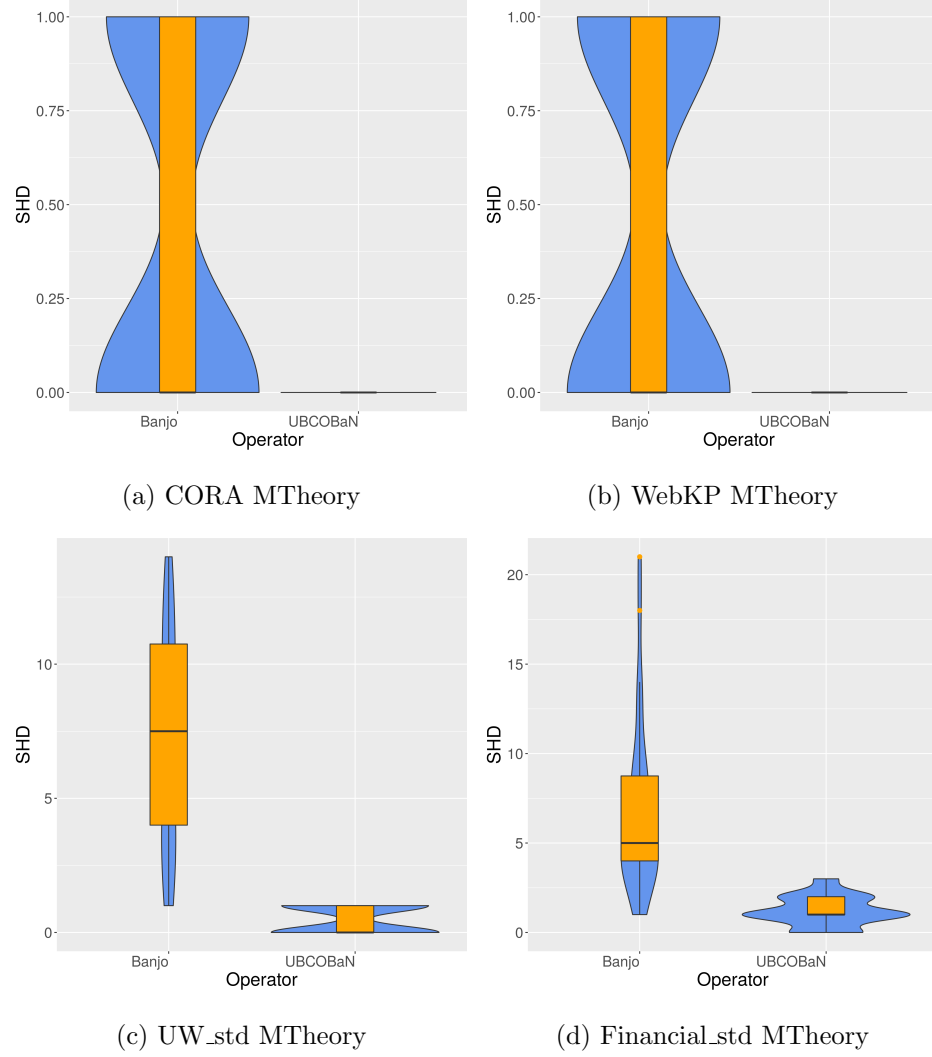 1.00
0.75
0.50
0.25
0.00
SHD
Banjo
UBCOBaN
Operator
(a) CORA MTheory
1.00
0.75
0.50
0.25
0.00
SHD
Banjo
UBCOBaN
Operator
(b) WebKP MTheory
10
5
0
SHD
Banjo
UBCOBaN
Operator
(c) UW_std MTheory
20
15
10
5
0
SHD
Banjo
UBCOBaN
Operator
(d) Financial_std MTheory